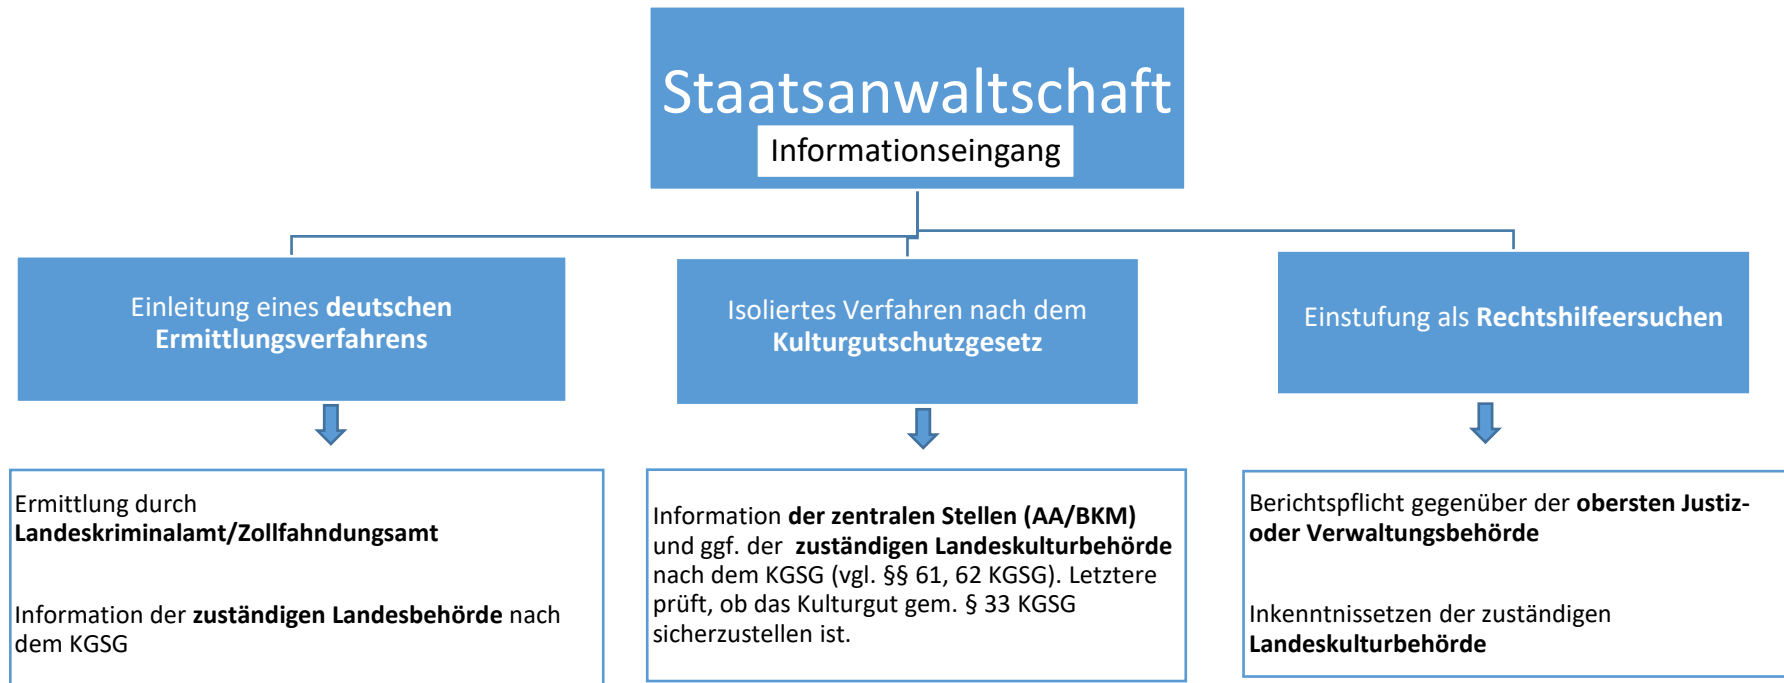 Staatsanwaltschaft
Informationseingang
Einleitung eines deutschen
Ermittlungsverfahrens
Isoliertes Verfahren nach dem
Kulturgutschutzgesetz
Einstufung als Rechtshilfeersuchen
Ermittlung durch
Landeskriminalamt/Zollfahndungsamt
Information der zuständigen Landesbehörde nach
dem KGSG
Information der zentralen Stellen (AA/BKM)
und ggf. der zuständigen Landeskulturbehörde
nach dem KGSG (vgl. §§ 61, 62 KGSG). Letztere
prüft, ob das Kulturgut gem. § 33 KGSG
sicherzustellen ist.
Berichtspflicht gegenüber der obersten Justiz-
oder Verwaltungsbehörde
Inkenntnissetzen der zuständigen
Landeskulturbehörde